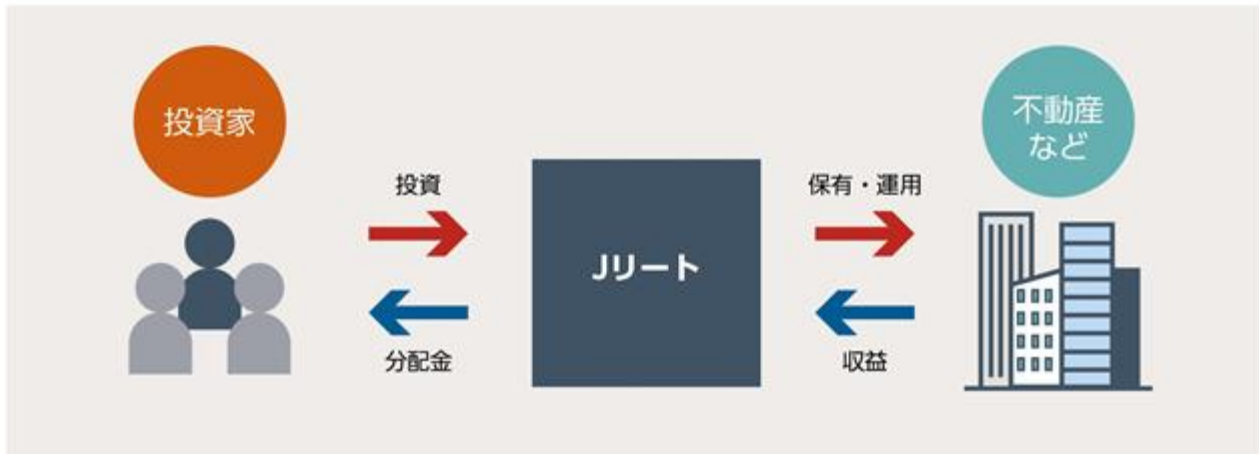 投資家
不動産
など
投資
保有・運用
Jリート
分配金
収益